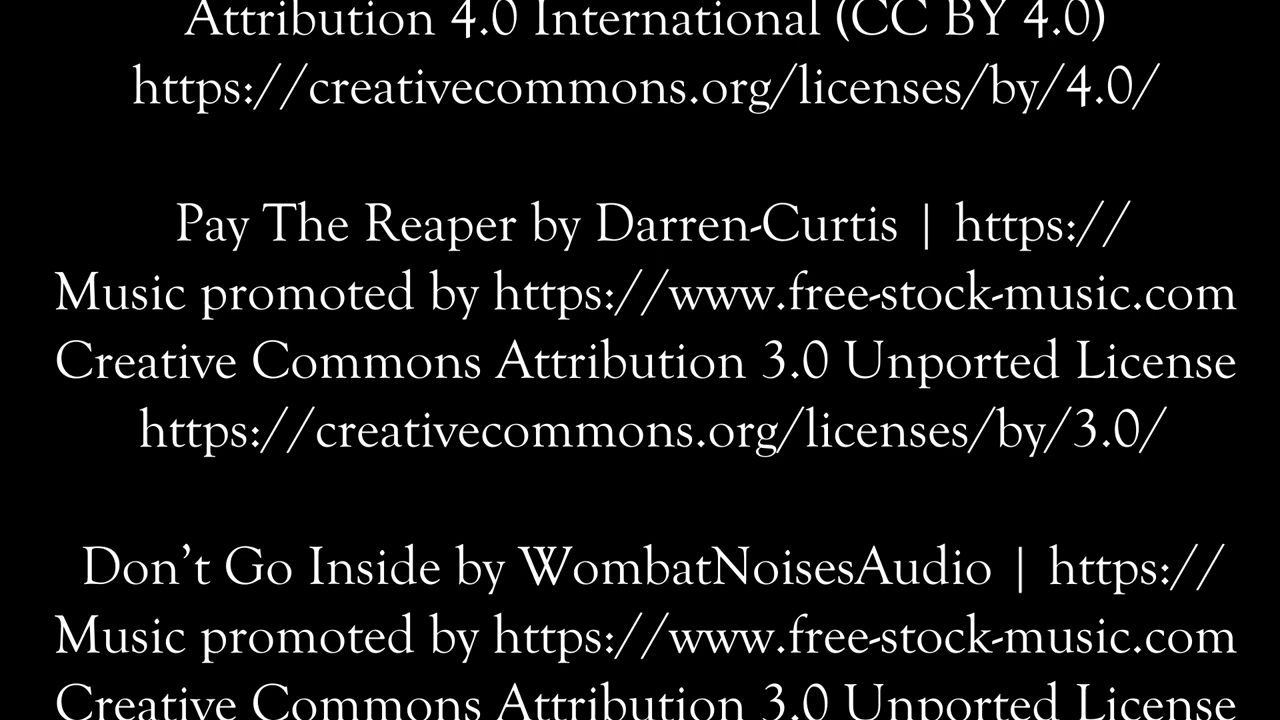 Attribution 4.0 International (CC BY 4.0)
https://creativecommons.org/licenses/by/4.0/
Pay The Reaper by Darren-Curtis | https://
Music promoted by https://www.free-stock-music.com
Creative Commons Attribution 3.0 Unported License
https://creativecommons.org/licenses/by/3.0/
Don't Go Inside by WombatNoisesAudio | https://
Music promoted by https://www.free-stock-music.com
Creative Commons Attribution 3.0 Unported License